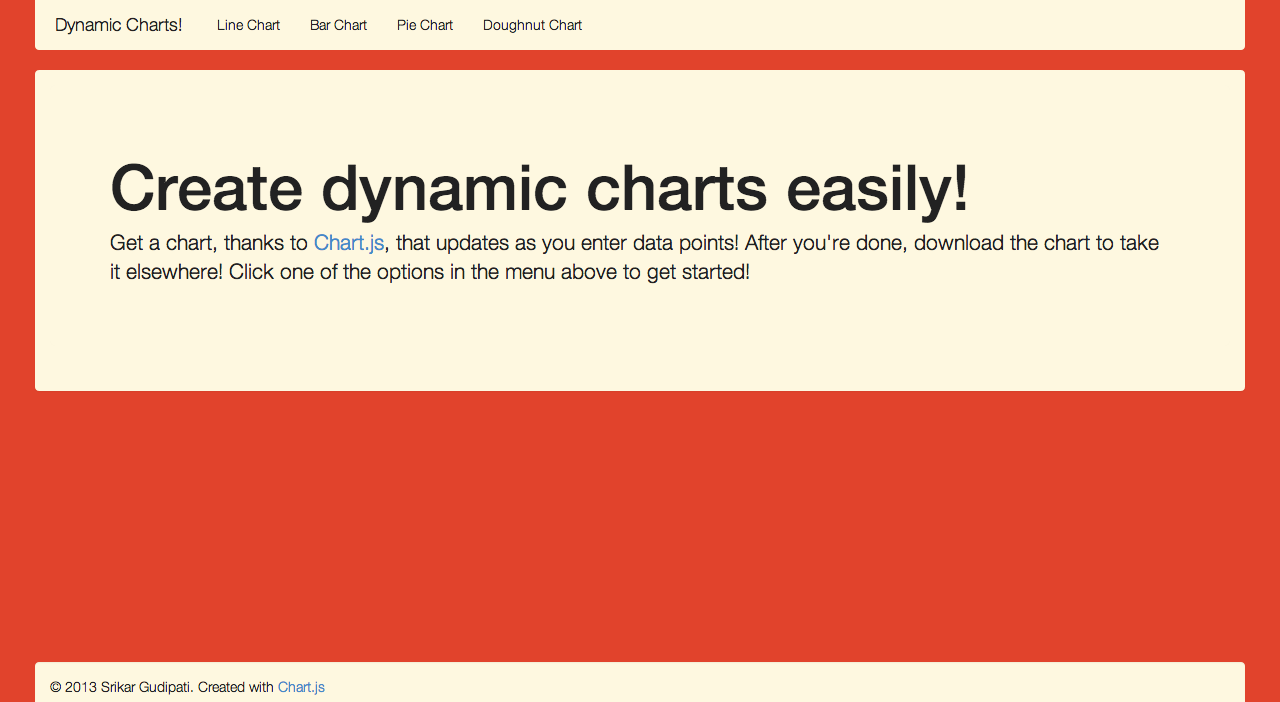 Dynamic Charts! Line Chart Bar Chart Pie Chart Doughnut Chart
Create dynamic charts easily!
Get a chart, thanks to Chart.js, that updates as you enter data points! After you're done, download the chart to take
it elsewhere! Click one of the options in the menu above to get started!
© 2013 Srikar Gudipati. Created with Chart.js